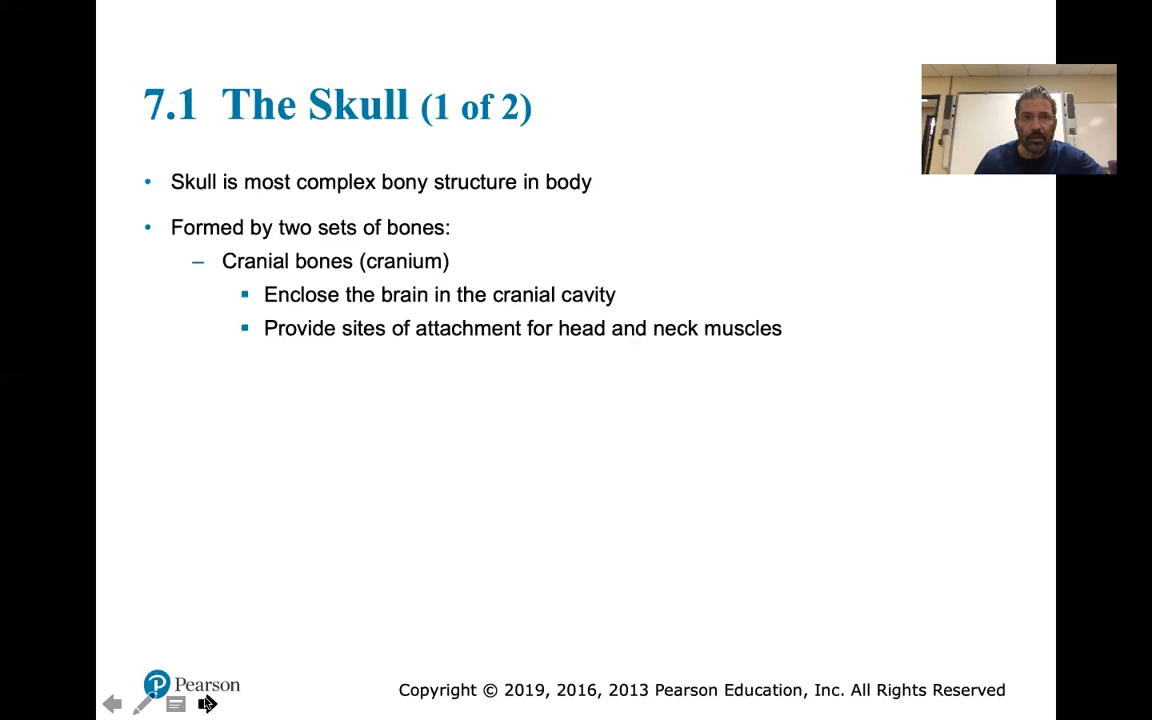 7.1 The Skull (1 of 2)
• Skull is most complex bony structure in body
• Formed by two sets of bones:
– Cranial bones (cranium)
▪ Enclose the brain in the cranial cavity
▪ Provide sites of attachment for head and neck muscles
Pearson
Copyright © 2019, 2016, 2013 Pearson Education, Inc. All Rights Reserved